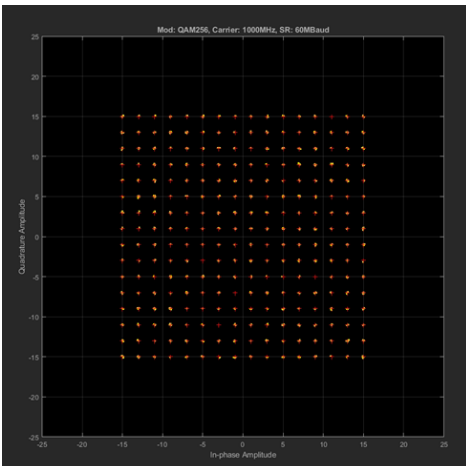 Mod: QAM256, Carrier: 1000MHz, SR: 60MBaud
25
20
15
10
5
0
-5
-10
-15
-20
-25
Quadrature Amplitude
-25 -20 -15 -10 -5 0 5 10 15 20 25
In-phase Amplitude